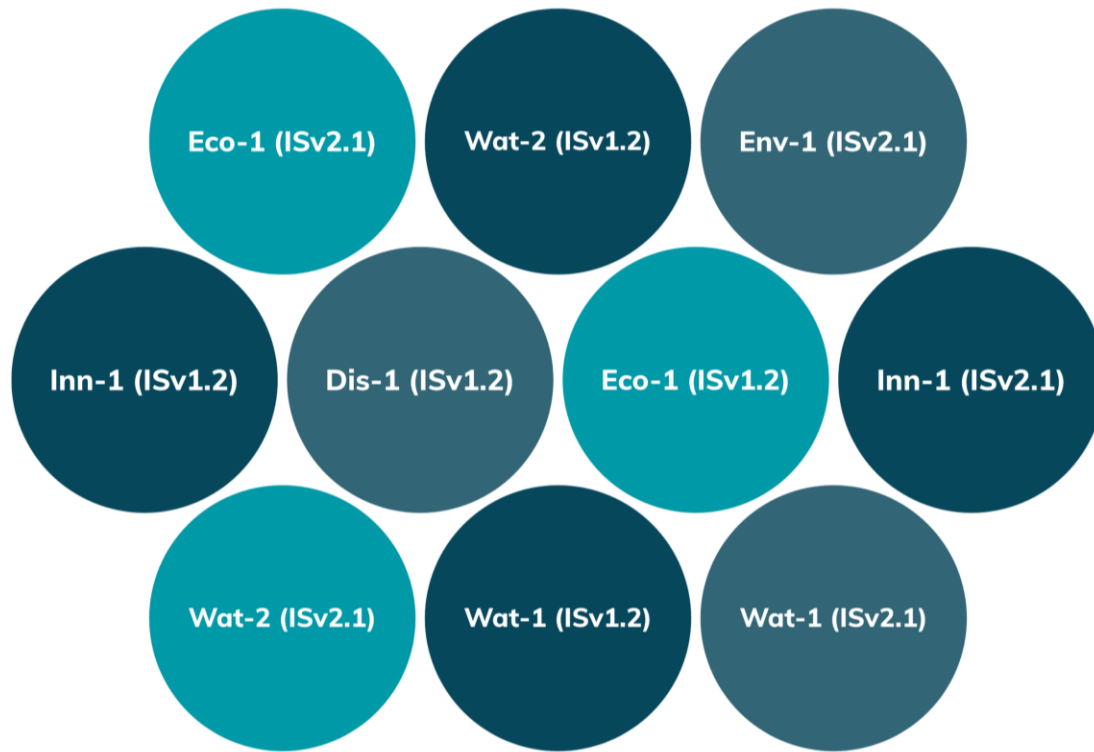 Eco-1 (ISv2.1)
Wat-2 (ISv1.2)
Env-1 (ISv2.1)
Inn-1 (ISv1.2)
Dis-1 (ISv1.2)
Eco-1 (ISv1.2)
Inn-1 (ISv2.1)
Wat-2 (ISv2.1)
Wat-1 (ISv1.2)
Wat-1 (ISv2.1)